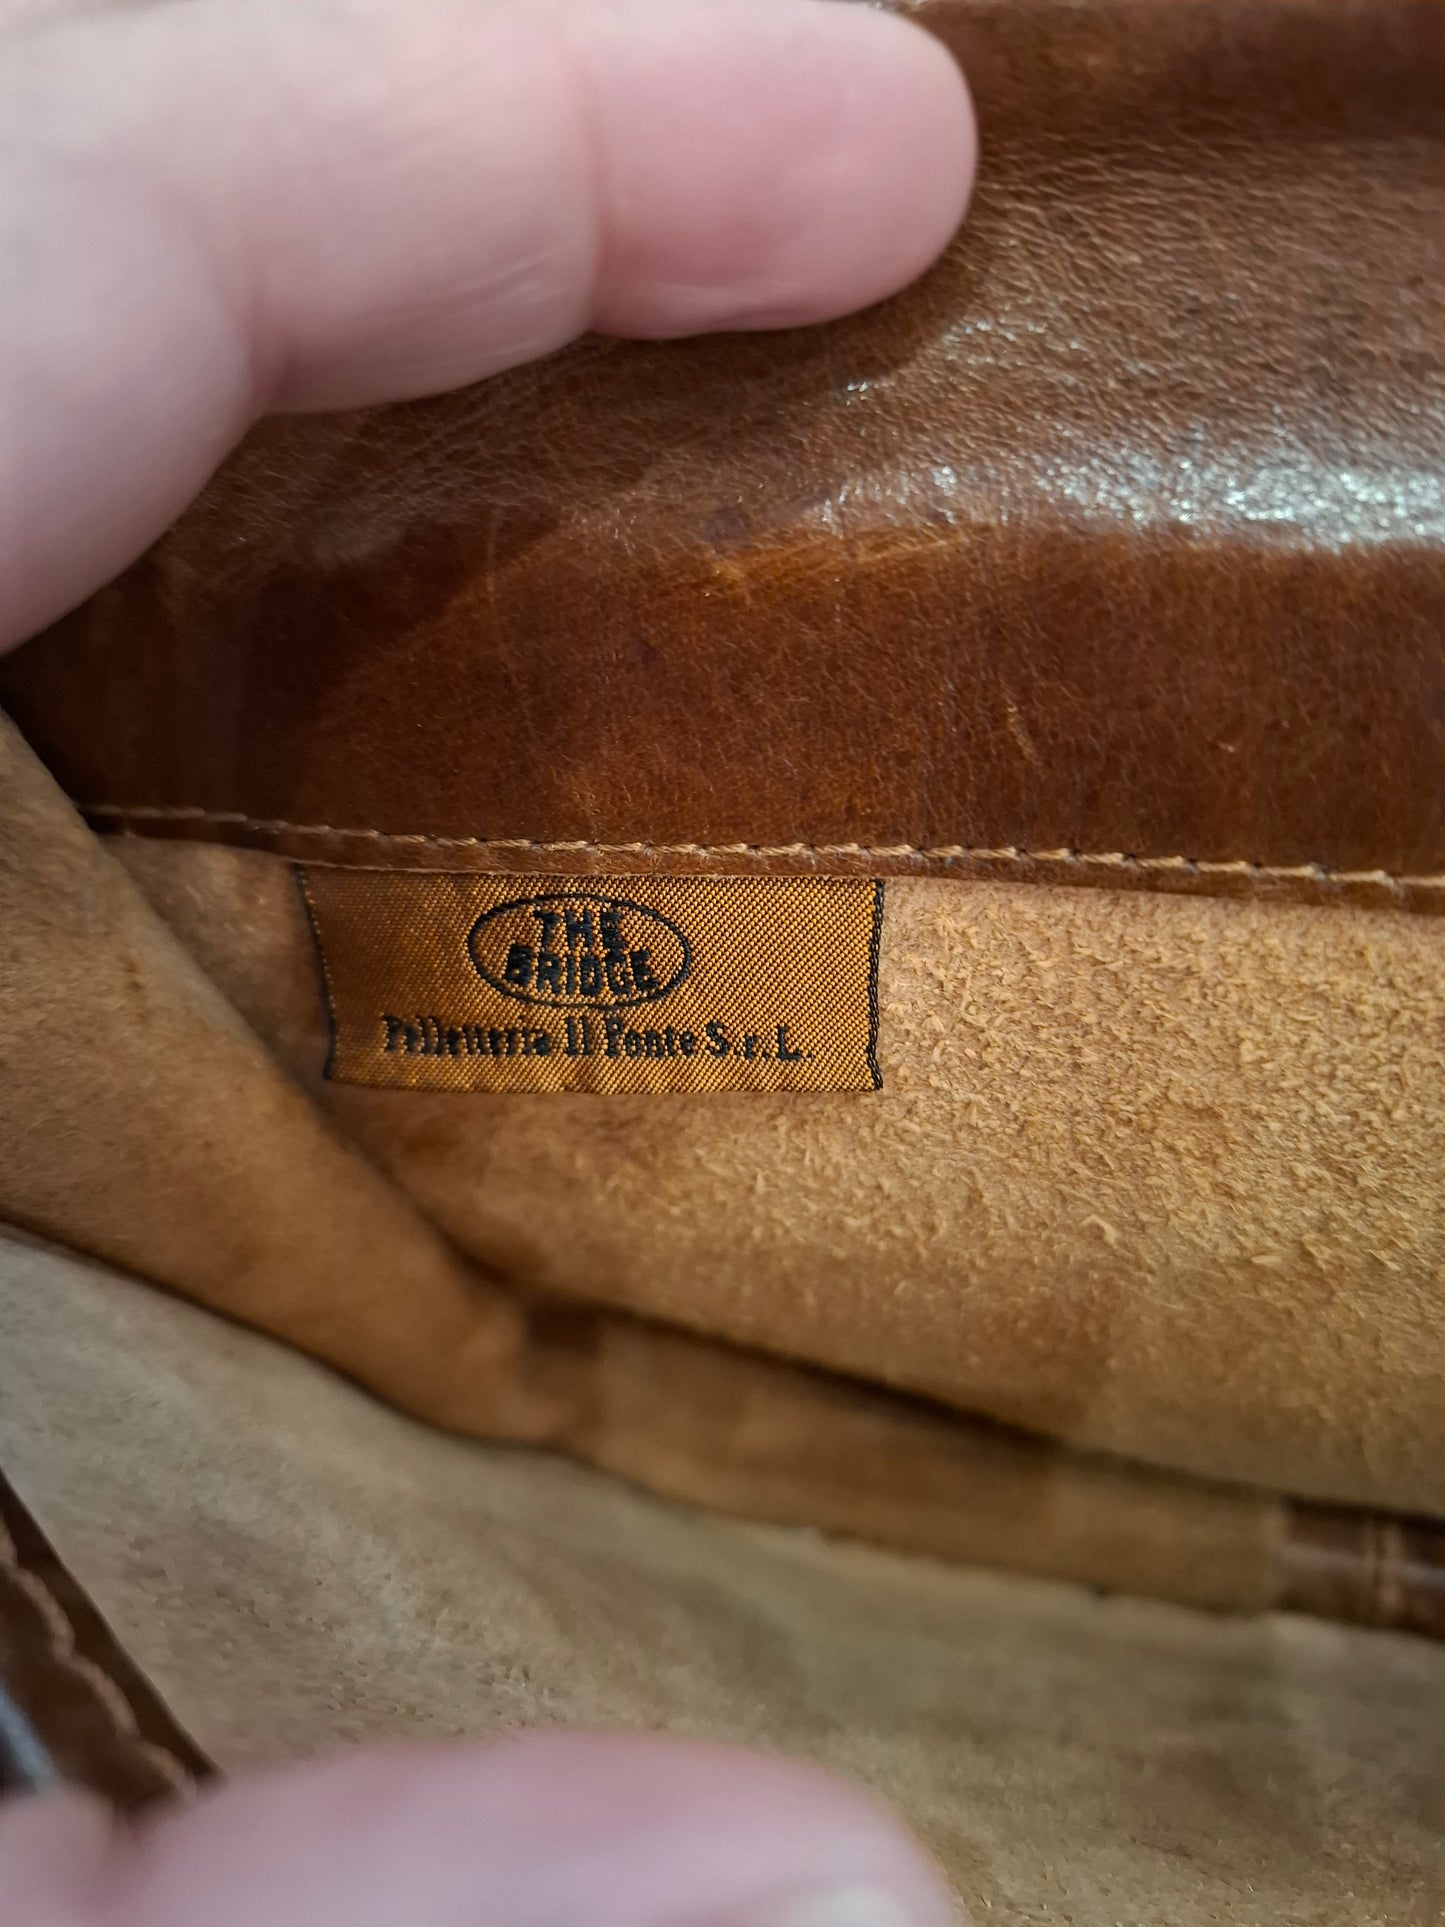 THE
BRIDGE
Pelletteria Il Ponte S.r.L.